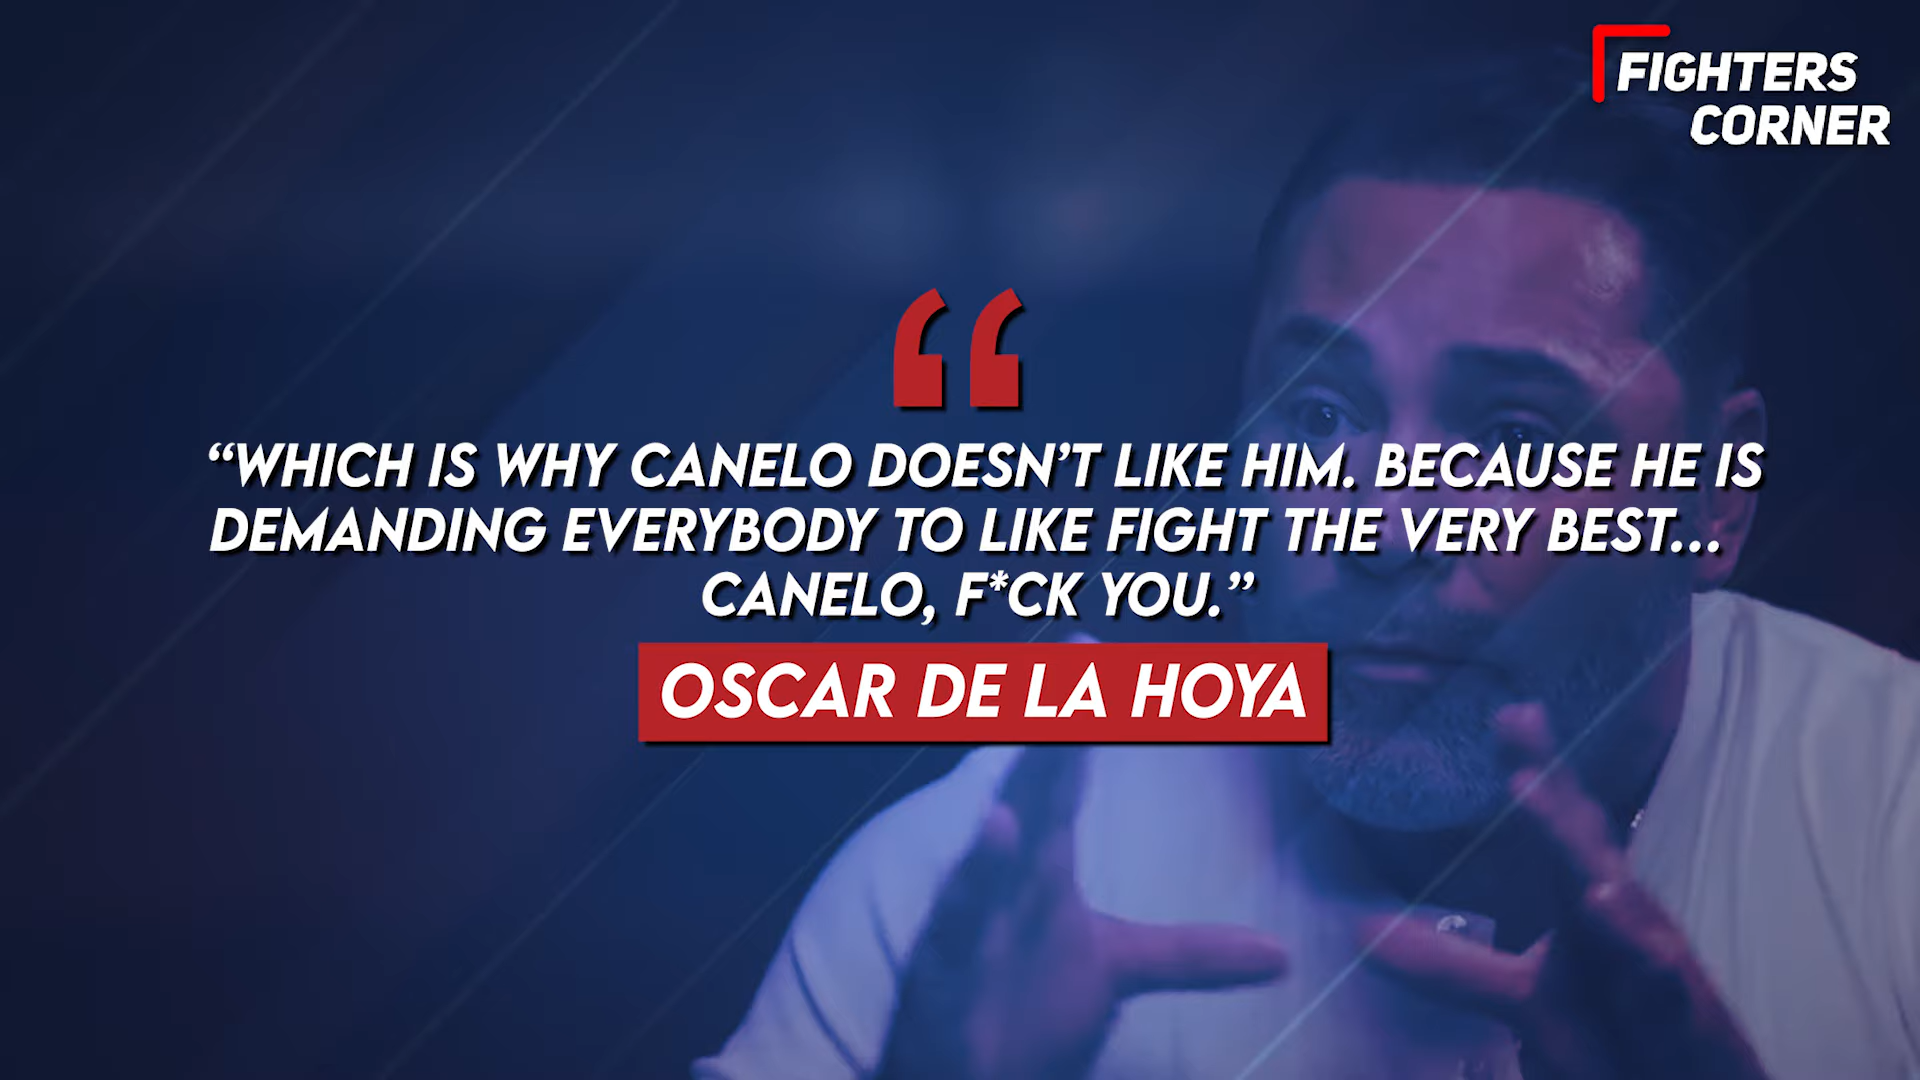 FIGHTERS
CORNER
“WHICH IS WHY CANELO DOESN’T LIKE HIM. BECAUSE HE IS
DEMANDING EVERYBODY TO LIKE FIGHT THE VERY BEST...
CANELO, F*CK YOU.”
OSCAR DE LA HOYA